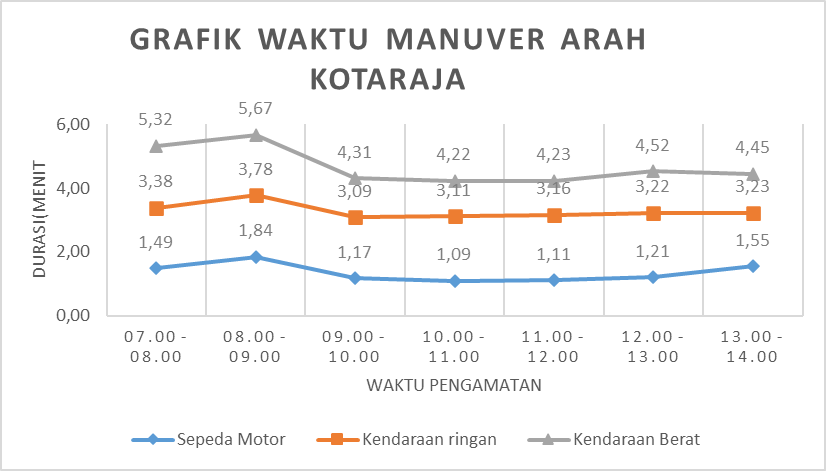 GRAFIK WAKTU MANUVER ARAH
KOTARAJA
5,32 5,67 4,31 4,22 4,23 4,52 4,45
3,38 3,78 3,09 3,11 3,16 3,22 3,23
1,49 1,84 1,17 1,09 1,11 1,21 1,55
6,00
4,00
2,00
0,00
DURASI(MENIT
07.00 - 08.00 - 09.00 - 10.00 - 11.00 - 12.00 - 13.00 -
08.00 09.00 10.00 11.00 12.00 13.00 14.00
WAKTU PENGAMATAN
Sepeda Motor Kendaraan ringan Kendaraan Berat